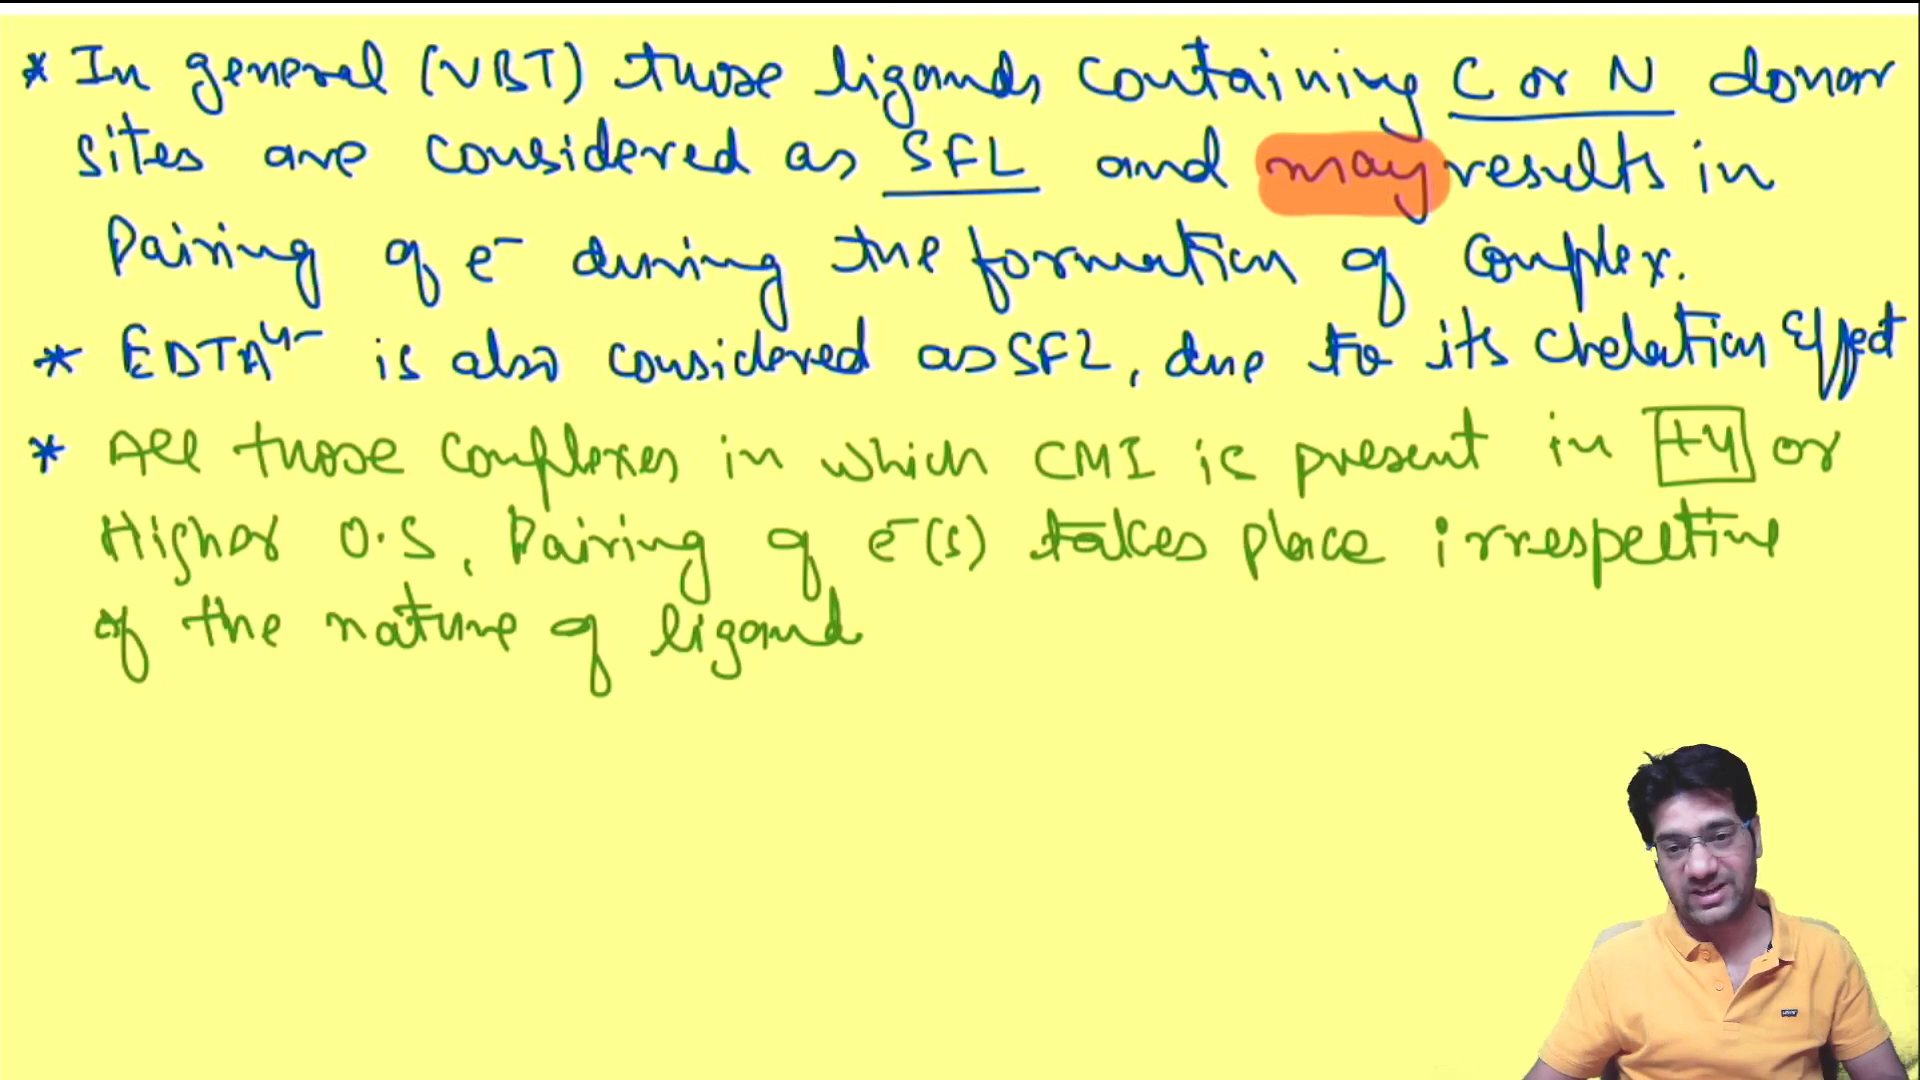 * In general (VBT) those ligands containing C or N donor
sites are considered as SFL and may results in
Pairing of e⁻ during the formation of Complex.
* EDTA⁴⁻ is also considered as SFL, due to its chelation Effect
* All those Complexes in which CMI is present in +4 or
Higher O.S, Pairing of e⁻(s) takes place irrespective
of the nature of ligand